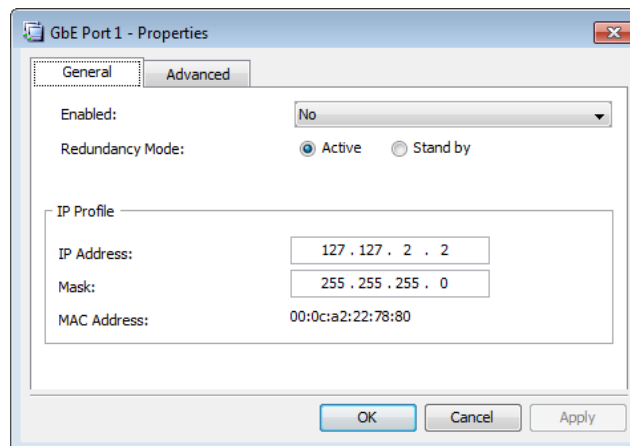 GbE Port 1 - Properties
General Advanced
Enabled: No
Redundancy Mode: Active Stand by
IP Profile
IP Address: 127 . 127 . 2 . 2
Mask: 255 . 255 . 255 . 0
MAC Address: 00:0c:a2:22:78:80
OK Cancel Apply